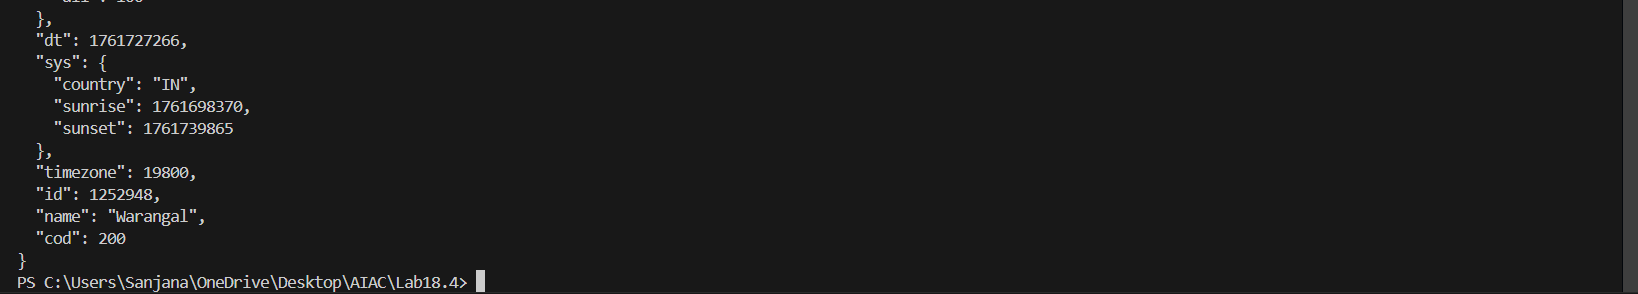 },
"dt": 1761727266,
"sys": {
"country": "IN",
"sunrise": 1761698370,
"sunset": 1761739865
},
"timezone": 19800,
"id": 1252948,
"name": "Warangal",
"cod": 200
}
PS C:\Users\Sanjana\OneDrive\Desktop\AIAC\Lab18.4>